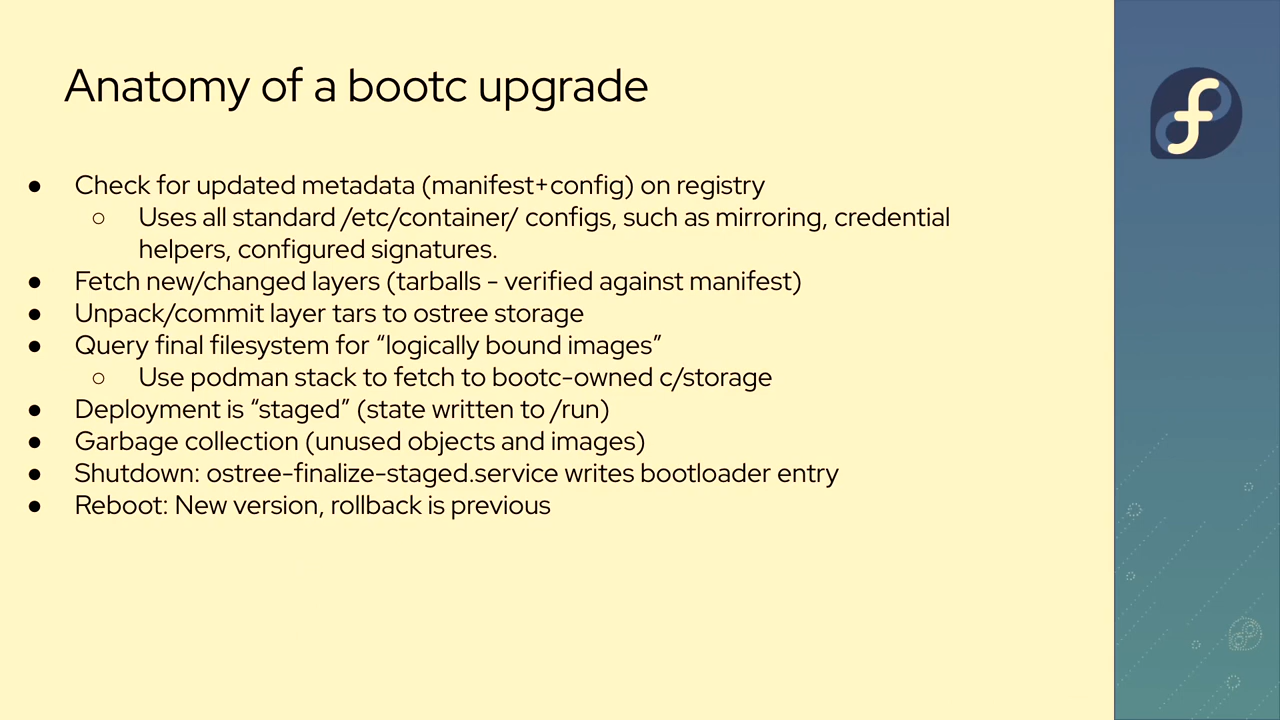 Anatomy of a bootc upgrade
● Check for updated metadata (manifest+config) on registry
○ Uses all standard /etc/container/ configs, such as mirroring, credential
helpers, configured signatures.
● Fetch new/changed layers (tarballs - verified against manifest)
● Unpack/commit layer tars to ostree storage
● Query final filesystem for “logically bound images”
○ Use podman stack to fetch to bootc-owned c/storage
● Deployment is “staged” (state written to /run)
● Garbage collection (unused objects and images)
● Shutdown: ostree-finalize-staged.service writes bootloader entry
● Reboot: New version, rollback is previous